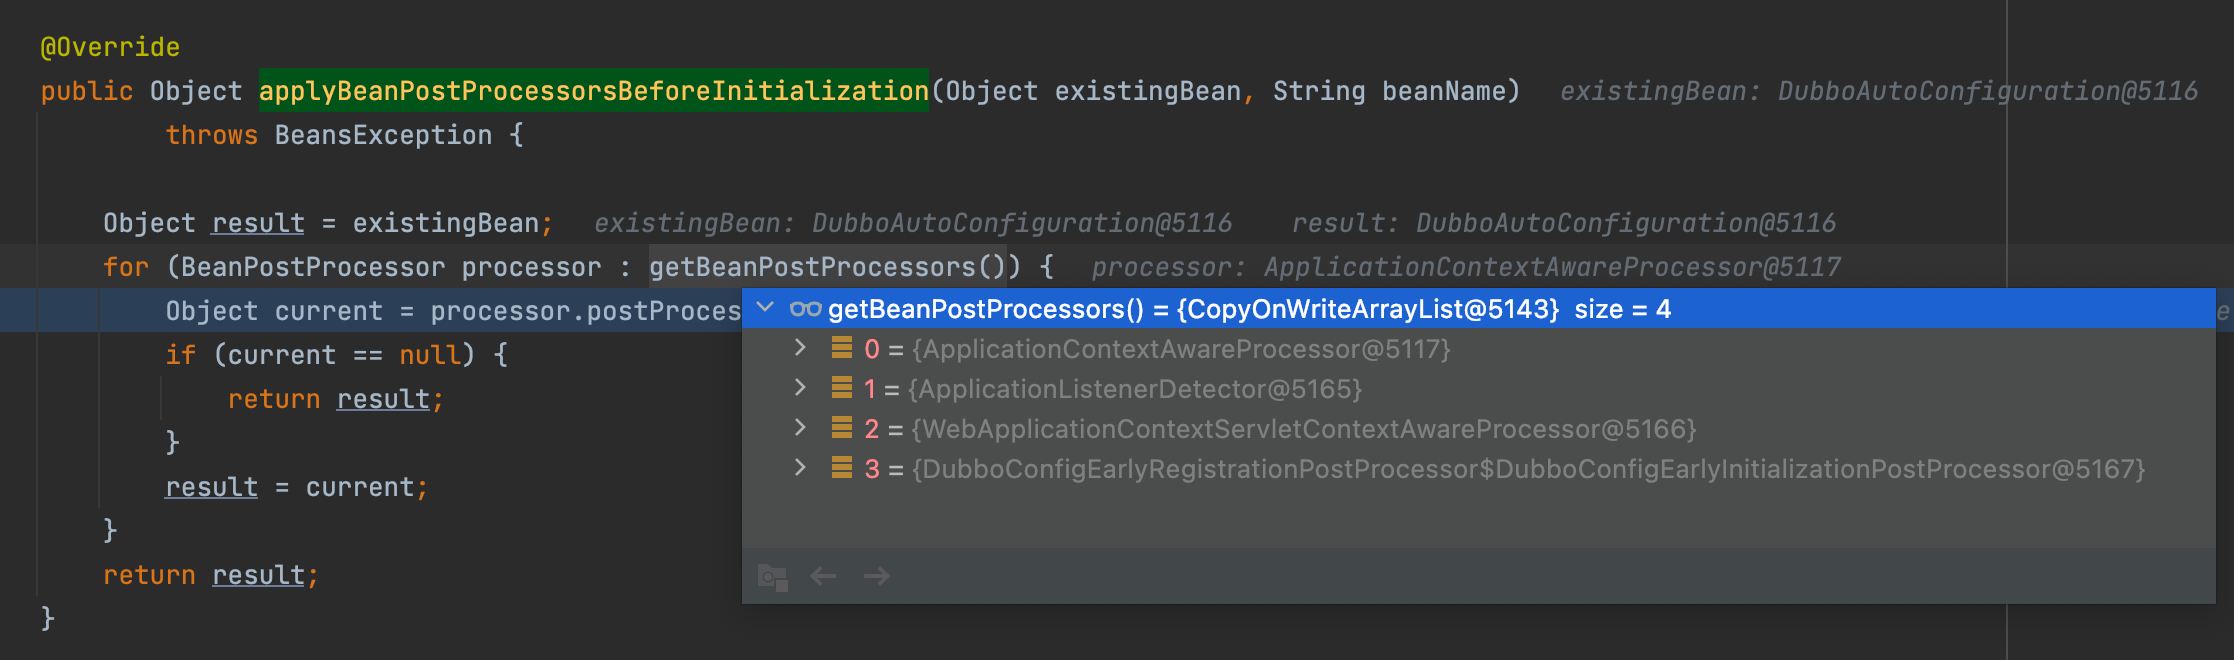 @Override
public Object applyBeanPostProcessorsBeforeInitialization(Object existingBean, String beanName)   existingBean: DubboAutoConfiguration@5116
        throws BeansException {
    Object result = existingBean;   existingBean: DubboAutoConfiguration@5116    result: DubboAutoConfiguration@5116
    for (BeanPostProcessor processor : getBeanPostProcessors()) {   processor: ApplicationContextAwareProcessor@5117
        Object current = processor.postProces
        if (current == null) {
            return result;
        }
        result = current;
    }
    return result;
}
getBeanPostProcessors() = {CopyOnWriteArrayList@5143}  size = 4
0 = {ApplicationContextAwareProcessor@5117}
1 = {ApplicationListenerDetector@5165}
2 = {WebApplicationContextServletContextAwareProcessor@5166}
3 = {DubboConfigEarlyRegistrationPostProcessor$DubboConfigEarlyInitializationPostProcessor@5167}